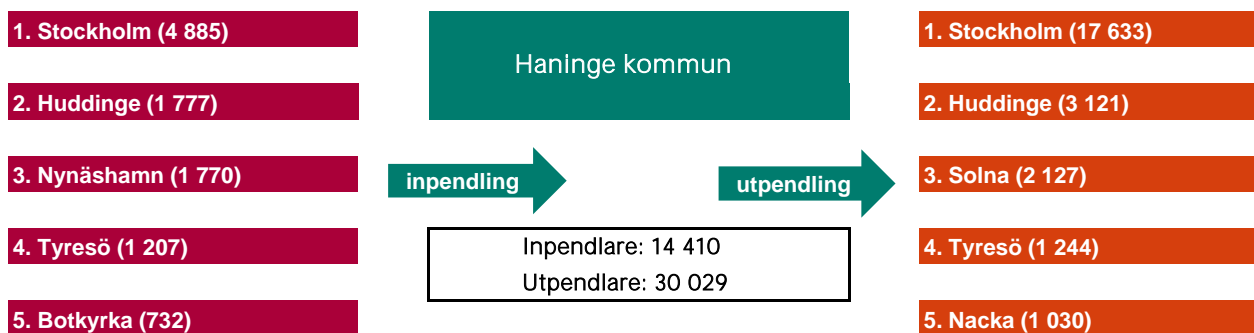 1. Stockholm (4 885)
2. Huddinge (1 777)
3. Nynäshamn (1 770)
4. Tyresö (1 207)
5. Botkyrka (732)
Haninge kommun
inpendling
utpendling
Inpendlare: 14 410
Utpendlare: 30 029
1. Stockholm (17 633)
2. Huddinge (3 121)
3. Solna (2 127)
4. Tyresö (1 244)
5. Nacka (1 030)